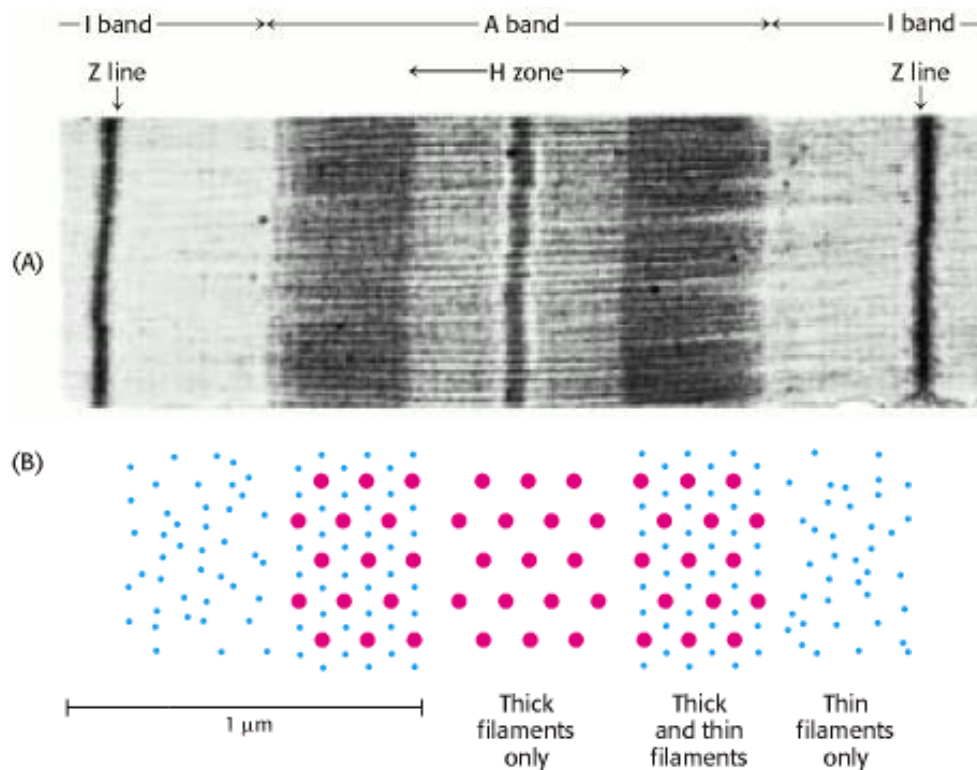 I band A band I band
Z line H zone Z line
(A)
(B)
1 μm
Thick filaments only
Thick and thin filaments
Thin filaments only